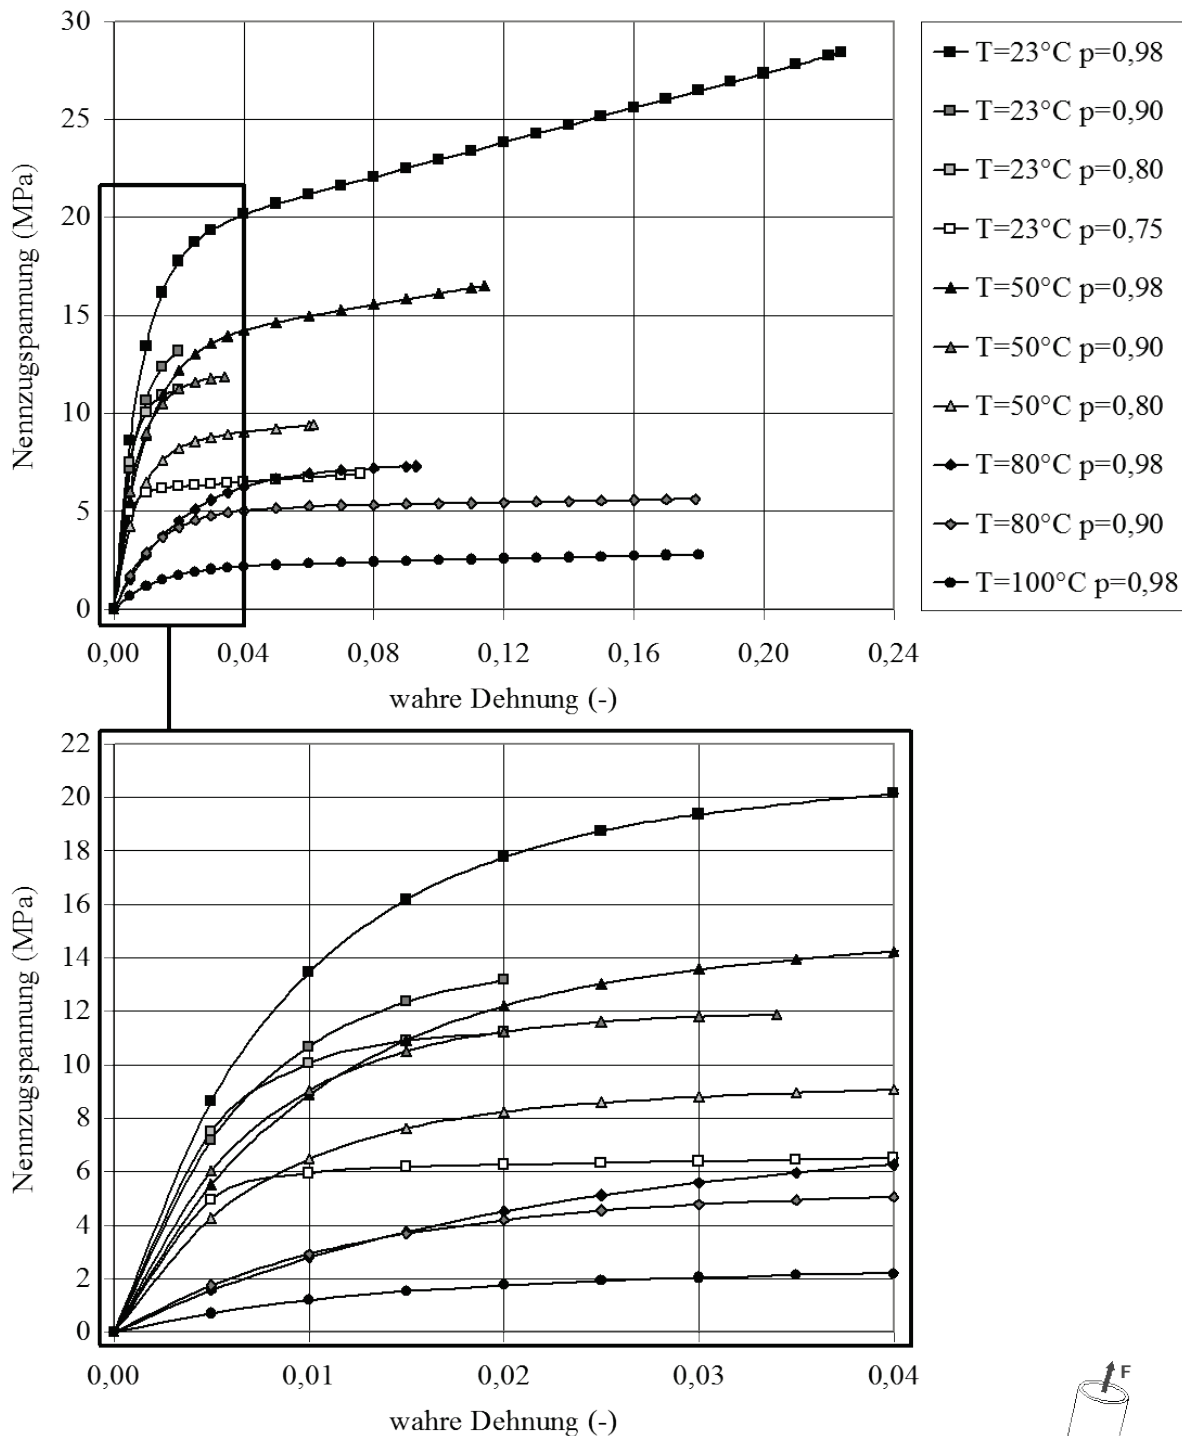 30
25
20
15
10
5
0
Nennzugspannung (MPa)
0,00 0,04 0,08 0,12 0,16 0,20 0,24
wahre Dehnung (-)
T=23°C p=0,98
T=23°C p=0,90
T=23°C p=0,80
T=23°C p=0,75
T=50°C p=0,98
T=50°C p=0,90
T=50°C p=0,80
T=80°C p=0,98
T=80°C p=0,90
T=100°C p=0,98
22
20
18
16
14
12
10
8
6
4
2
0
Nennzugspannung (MPa)
0,00 0,01 0,02 0,03 0,04
wahre Dehnung (-)
F